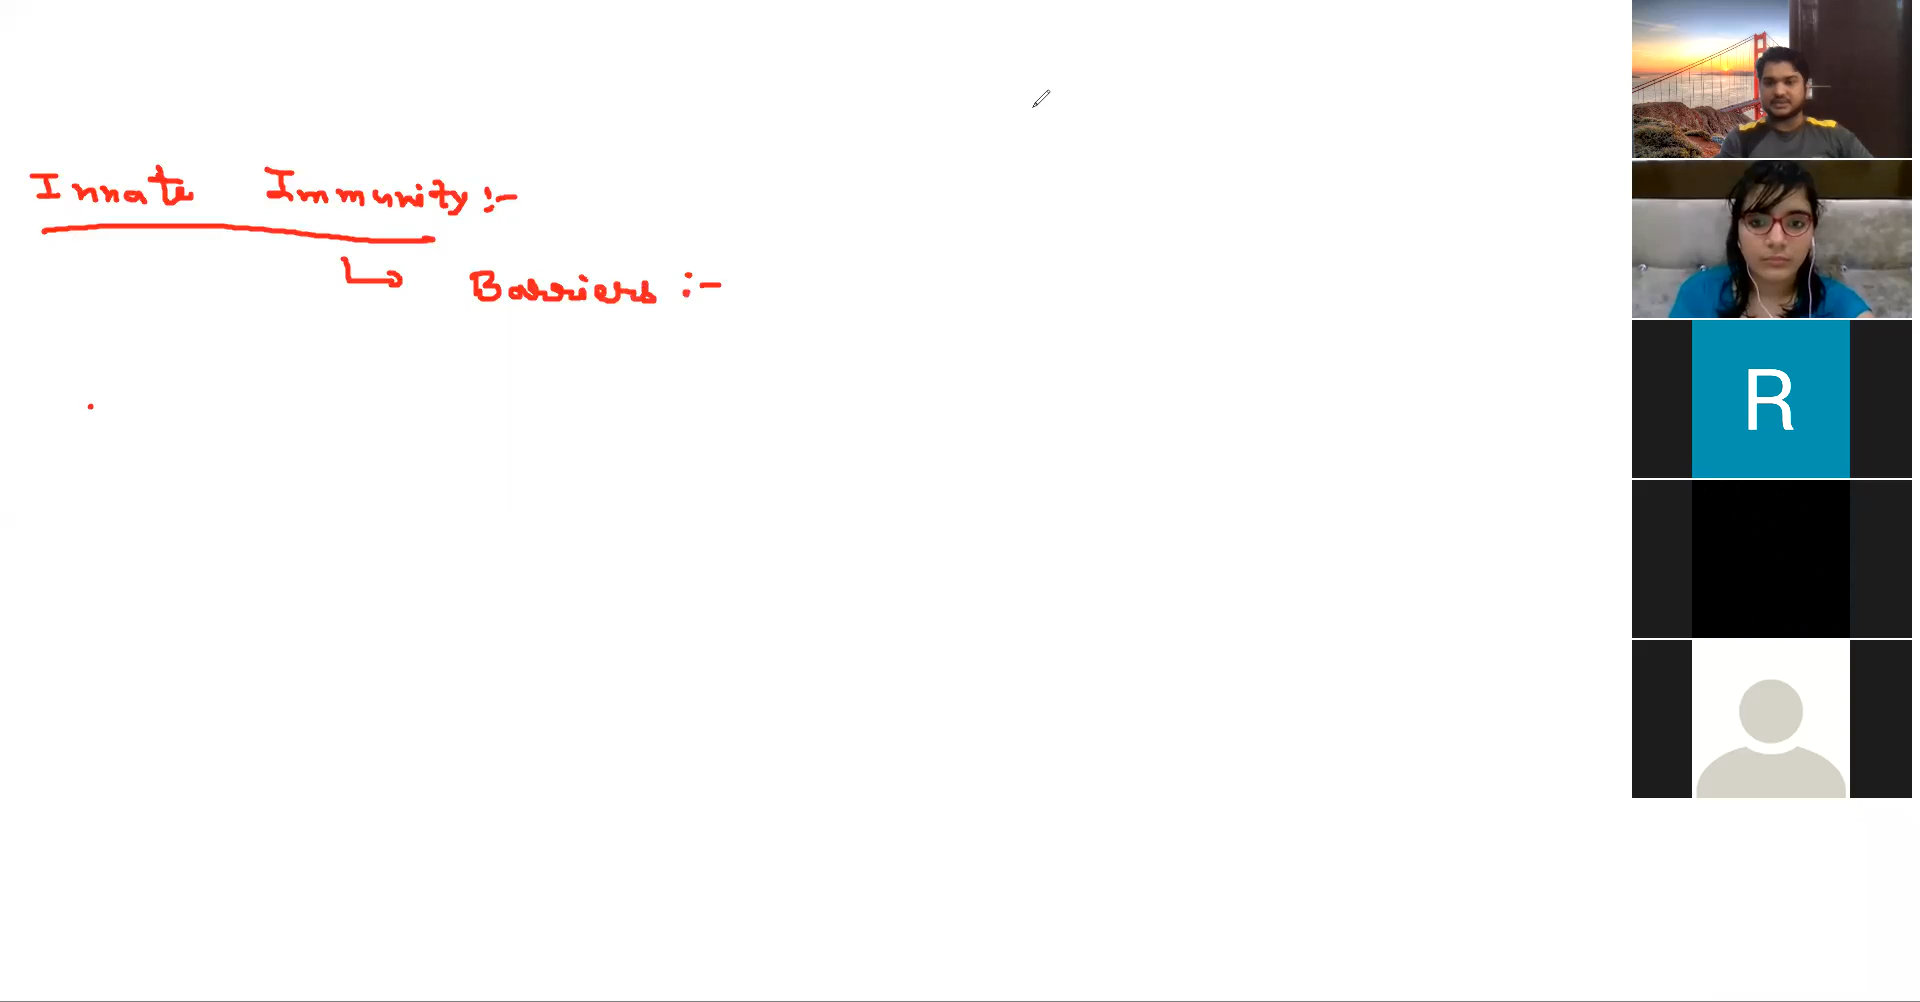 Innate Immunity :-
↳ Barriers :-
R